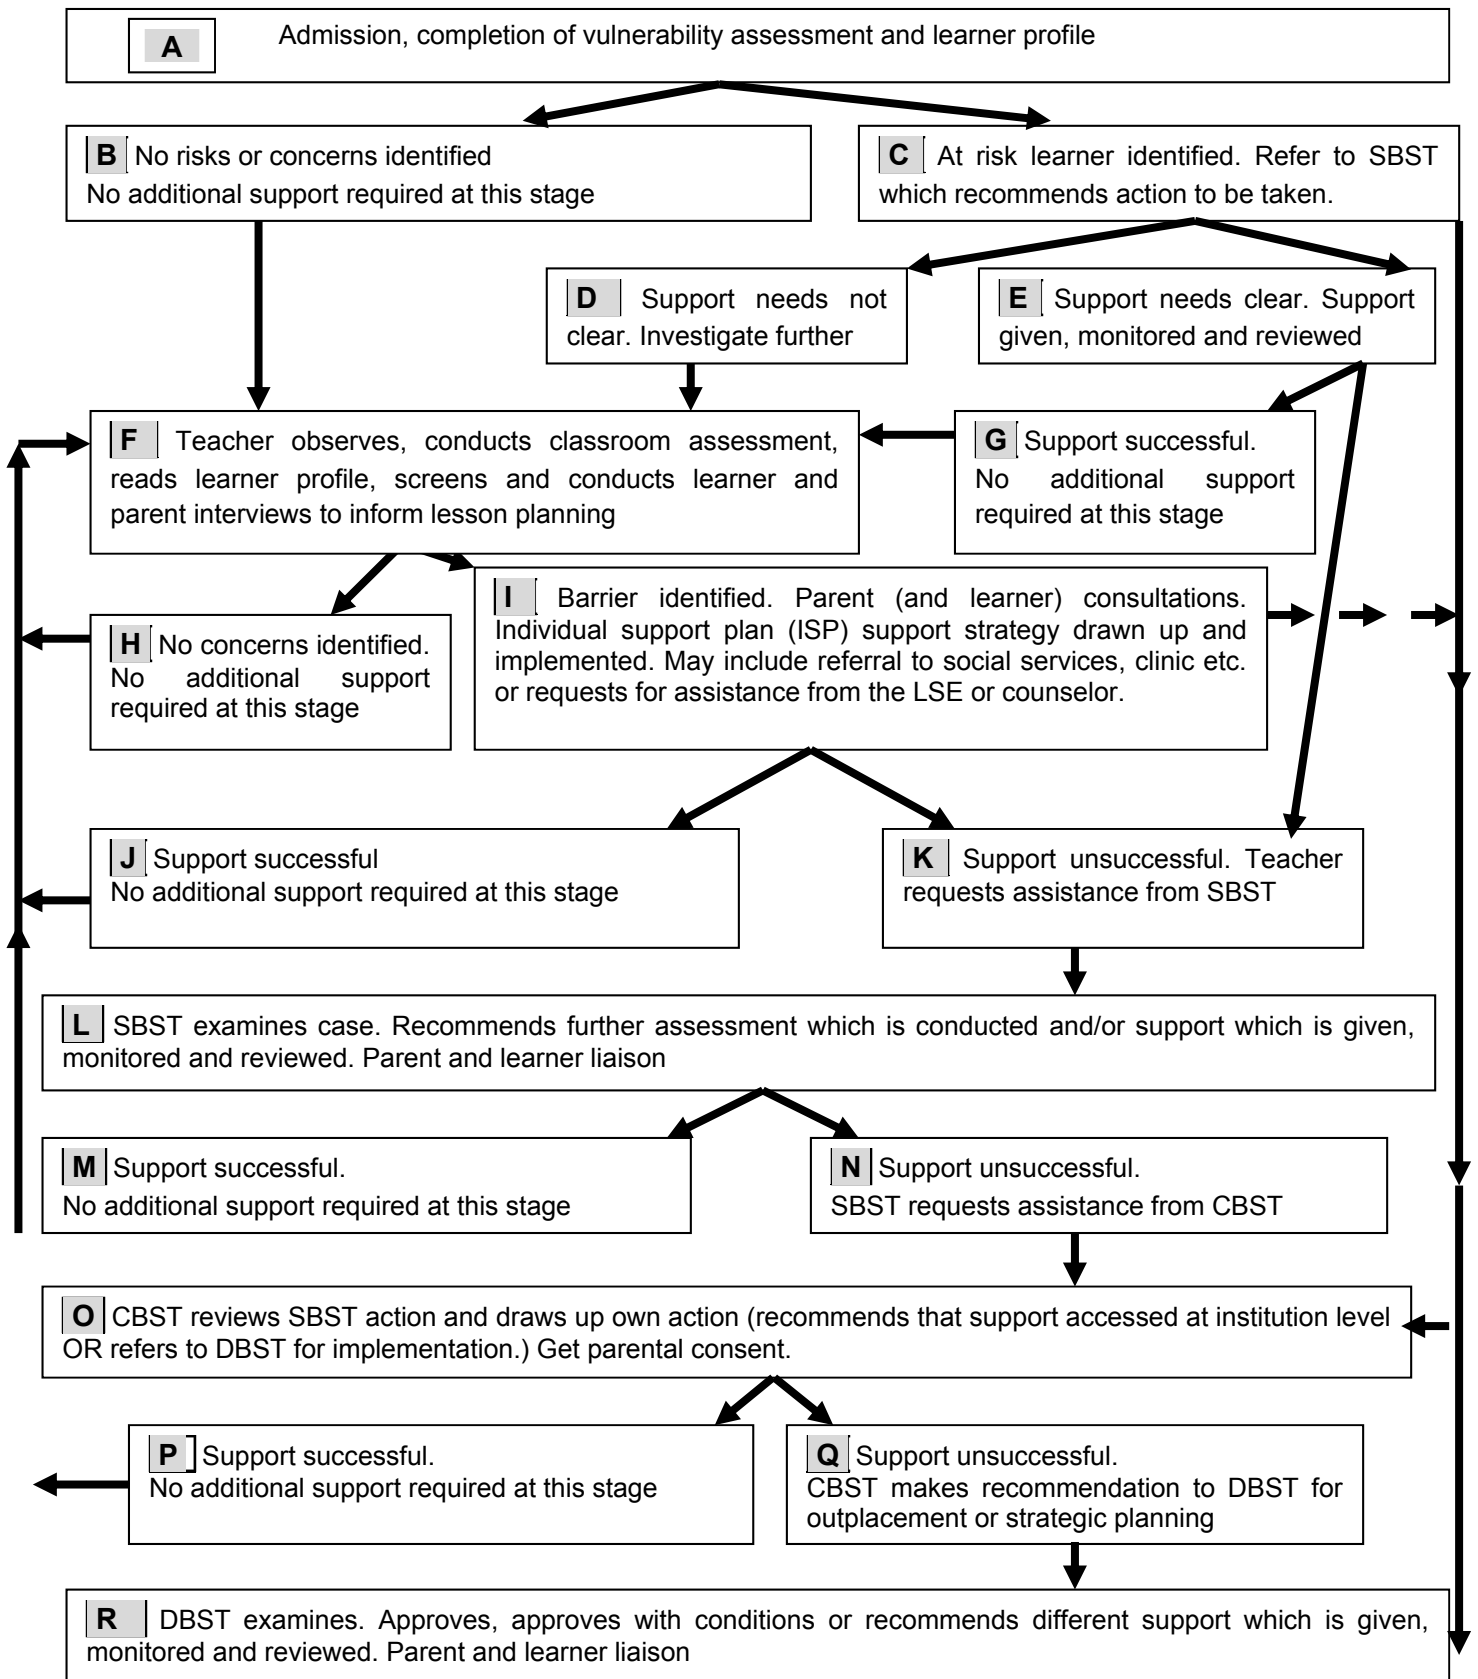 A Admission, completion of vulnerability assessment and learner profile
B No risks or concerns identified
No additional support required at this stage
C At risk learner identified. Refer to SBST
which recommends action to be taken.
D Support needs not
clear. Investigate further
E Support needs clear. Support
given, monitored and reviewed
F Teacher observes, conducts classroom assessment,
reads learner profile, screens and conducts learner and
parent interviews to inform lesson planning
G Support successful.
No additional support
required at this stage
H No concerns identified.
No additional support
required at this stage
I Barrier identified. Parent (and learner) consultations.
Individual support plan (ISP) support strategy drawn up and
implemented. May include referral to social services, clinic etc.
or requests for assistance from the LSE or counselor.
J Support successful
No additional support required at this stage
K Support unsuccessful. Teacher
requests assistance from SBST
L SBST examines case. Recommends further assessment which is conducted and/or support which is given,
monitored and reviewed. Parent and learner liaison
M Support successful.
No additional support required at this stage
N Support unsuccessful.
SBST requests assistance from CBST
O CBST reviews SBST action and draws up own action (recommends that support accessed at institution level
OR refers to DBST for implementation.) Get parental consent.
P Support successful.
No additional support required at this stage
Q Support unsuccessful.
CBST makes recommendation to DBST for
outplacement or strategic planning
R DBST examines. Approves, approves with conditions or recommends different support which is given,
monitored and reviewed. Parent and learner liaison